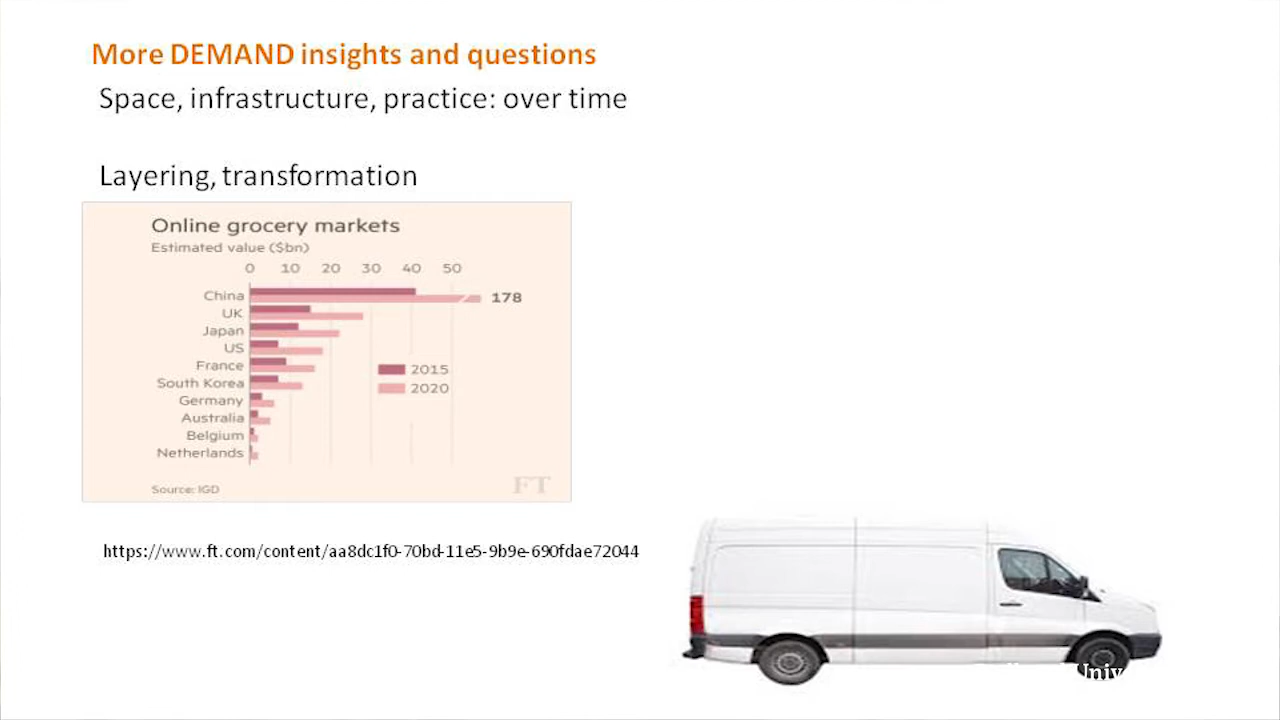 More DEMAND insights and questions
Space, infrastructure, practice: over time
Layering, transformation
Online grocery markets
Estimated value ($bn)
0 10 20 30 40 50
China 178
UK
Japan
US
France
South Korea
Germany
Australia
Belgium
Netherlands
2015
2020
Source: IGD
FT
https://www.ft.com/content/aa8dc1f0-70bd-11e5-9b9e-690fdae72044